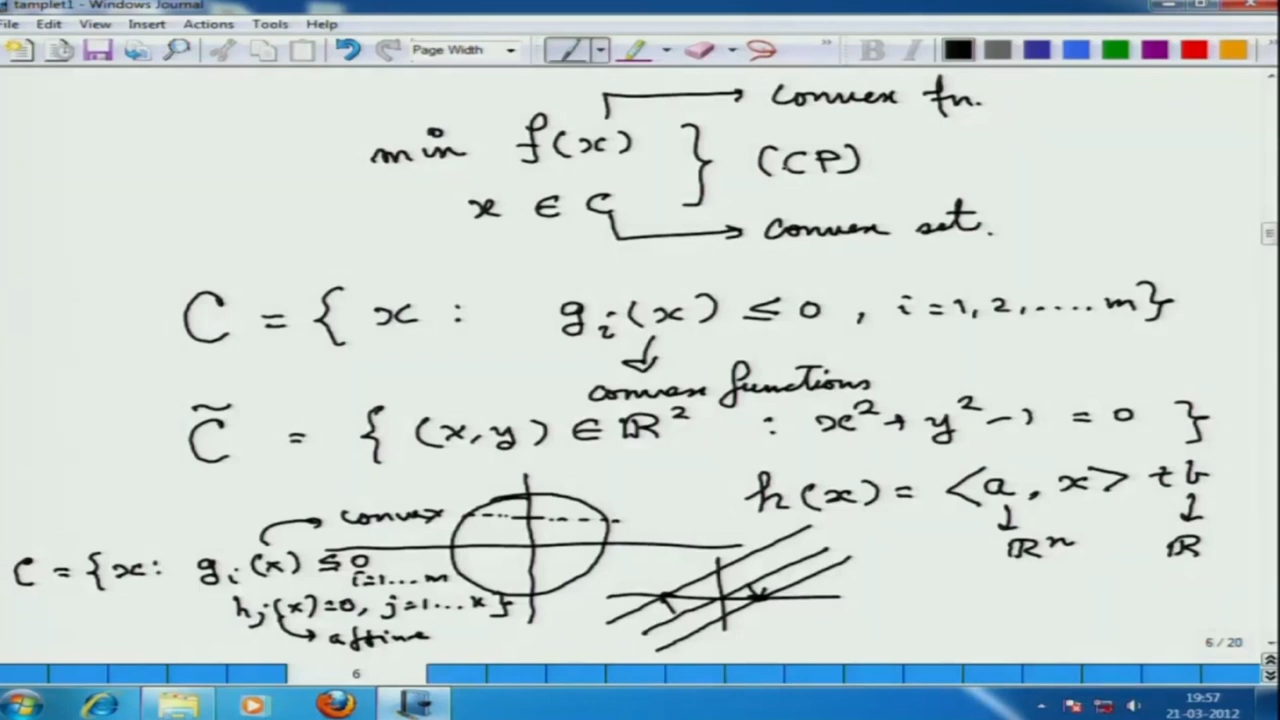 templet1 - Windows Journal
File Edit View Insert Actions Tools Help
Page Width
B I
min f(x) } (CP) → convex fn.
x ∈ C → convex set.
C = { x : g_i(x) ≤ 0 , i = 1, 2, .... m }
convex functions
C̃ = { (x, y) ∈ ℝ² : x² + y² - 1 = 0 }
h(x) = <a, x> + b
ℝⁿ ℝ
convex
C = { x : g_i(x) ≤ 0
i = 1 ... m
h_j(x) = 0, j = 1 ... k }
affine
6 / 20
6
19:57
21-03-2012